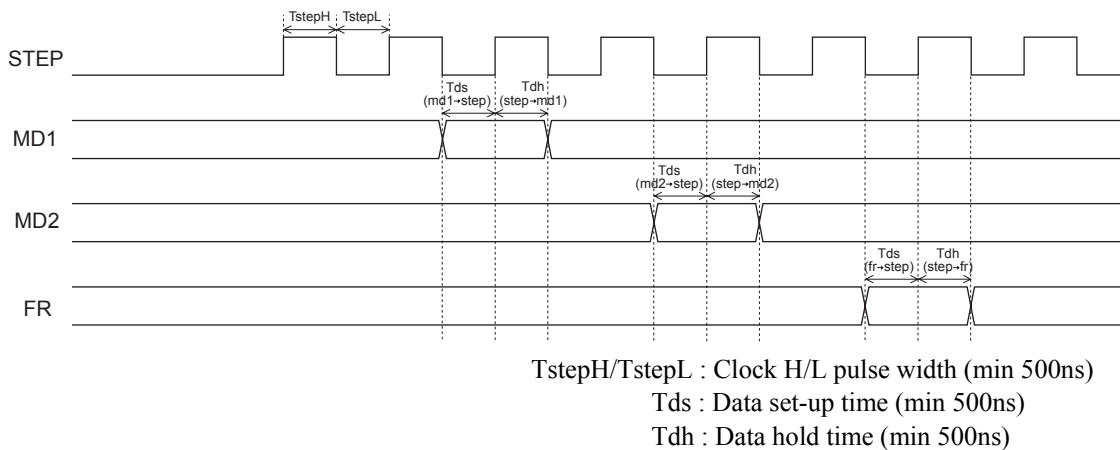 TstepH TstepL
STEP
Tds Tdh
(md1→step) (step→md1)
MD1
Tds Tdh
(md2→step) (step→md2)
MD2
Tds Tdh
(fr→step) (step→fr)
FR
TstepH/TstepL : Clock H/L pulse width (min 500ns)
Tds : Data set-up time (min 500ns)
Tdh : Data hold time (min 500ns)